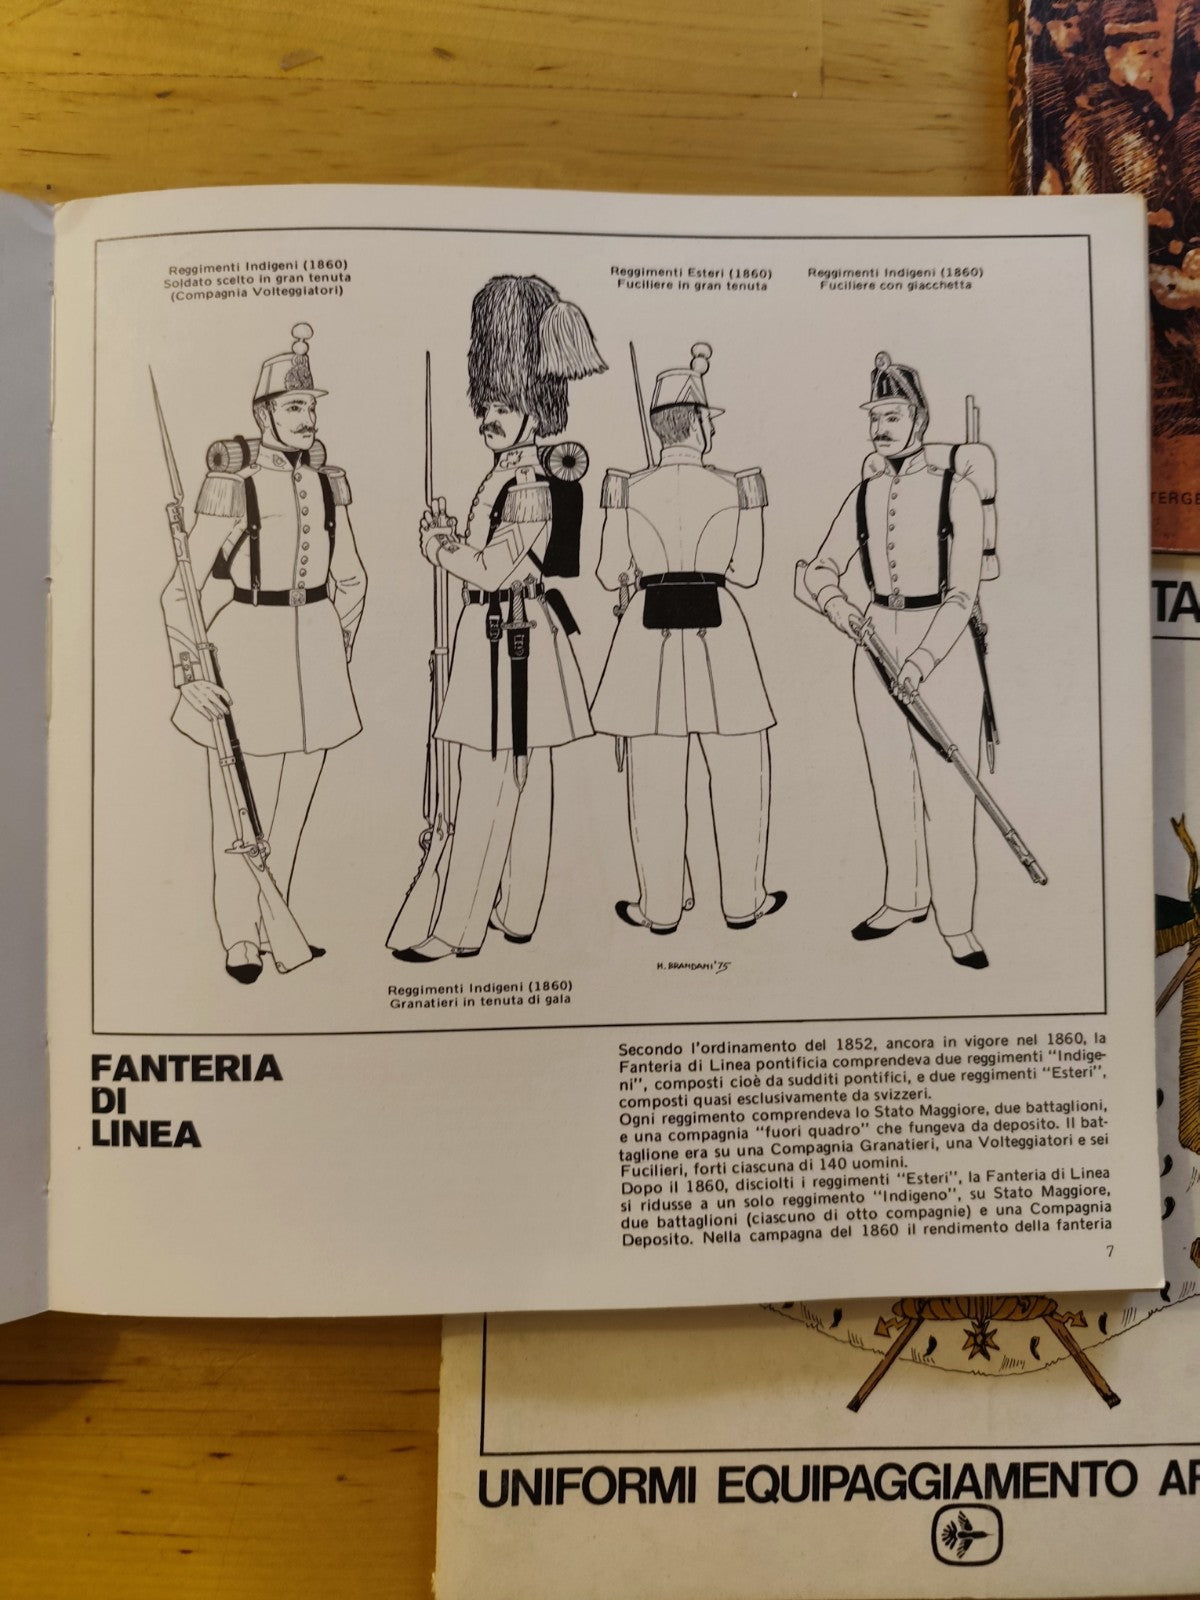 Reggimenti Indigeni (1860)
Soldato scelto in gran tenuta
(Compagnia Volteggiatori)
Reggimenti Esteri (1860)
Fuciliere in gran tenuta
Reggimenti Indigeni (1860)
Fuciliere con giacchetta
H. BRANDANI '75
Reggimenti Indigeni (1860)
Granatieri in tenuta di gala
FANTERIA
DI
LINEA
Secondo l'ordinamento del 1852, ancora in vigore nel 1860, la
Fanteria di Linea pontificia comprendeva due reggimenti "Indige-
ni", composti cioè da sudditi pontifici, e due reggimenti "Esteri",
composti quasi esclusivamente da svizzeri.
Ogni reggimento comprendeva lo Stato Maggiore, due battaglioni,
e una compagnia "fuori quadro" che fungeva da deposito. Il bat-
taglione era su una Compagnia Granatieri, una Volteggiatori e sei
Fucilieri, forti ciascuna di 140 uomini.
Dopo il 1860, disciolti i reggimenti "Esteri", la Fanteria di Linea
si ridusse a un solo reggimento "Indigeno", su Stato Maggiore,
due battaglioni (ciascuno di otto compagnie) e una Compagnia
Deposito. Nella campagna del 1860 il rendimento della fanteria
7
TERGE
TA
UNIFORMI EQUIPAGGIAMENTO AR